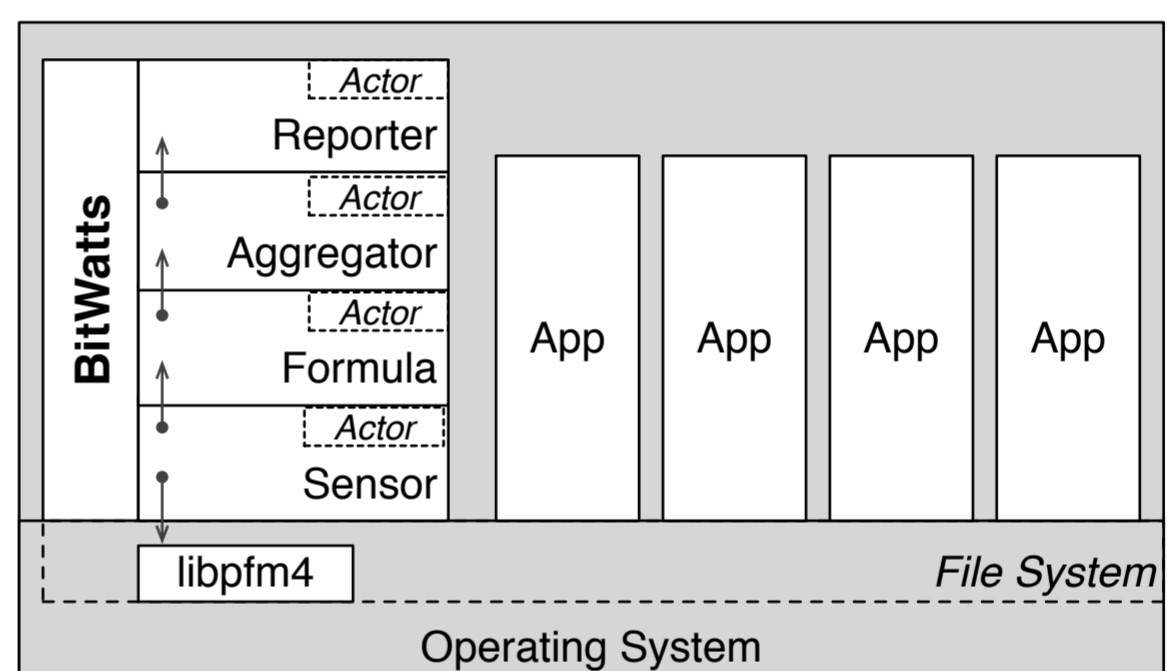 BitWatts
Actor
Reporter
Actor
Aggregator
Actor
Formula
Actor
Sensor
App
App
App
App
libpfm4
File System
Operating System